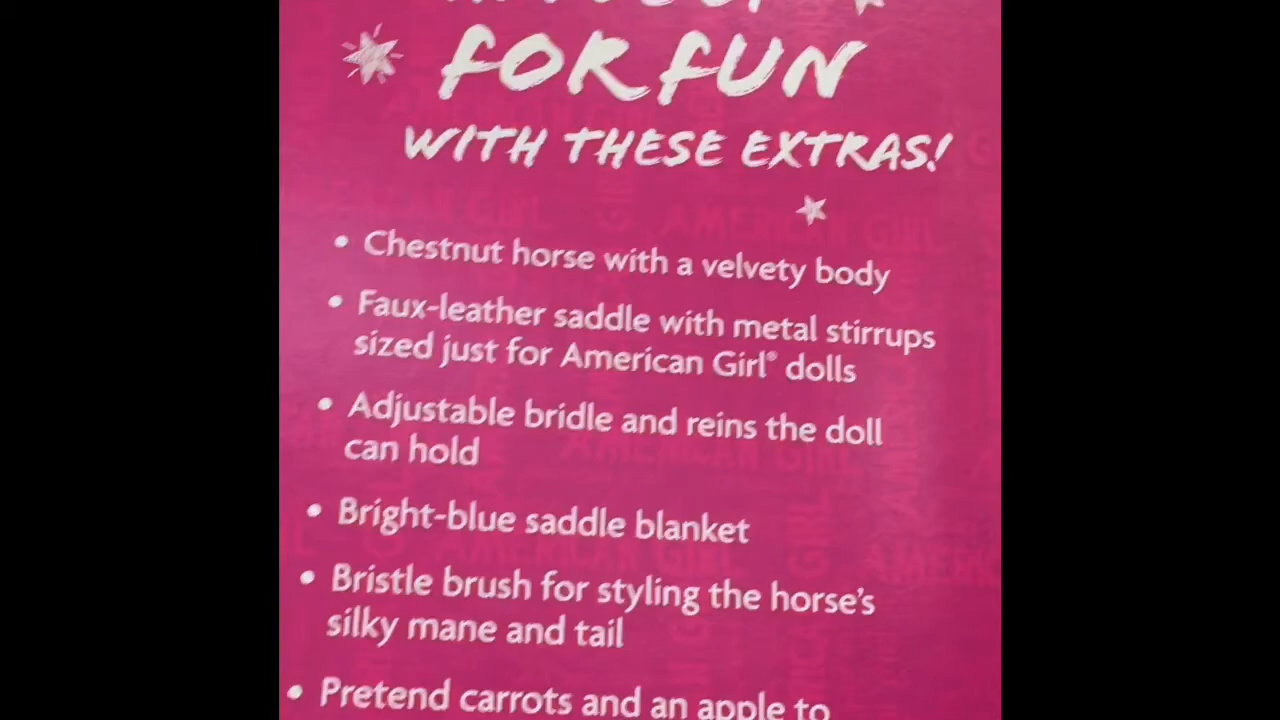 FOR FUN
WITH THESE EXTRAS!
• Chestnut horse with a velvety body
• Faux-leather saddle with metal stirrups
sized just for American Girl® dolls
• Adjustable bridle and reins the doll
can hold
• Bright-blue saddle blanket
• Bristle brush for styling the horse's
silky mane and tail
• Pretend carrots and an apple to